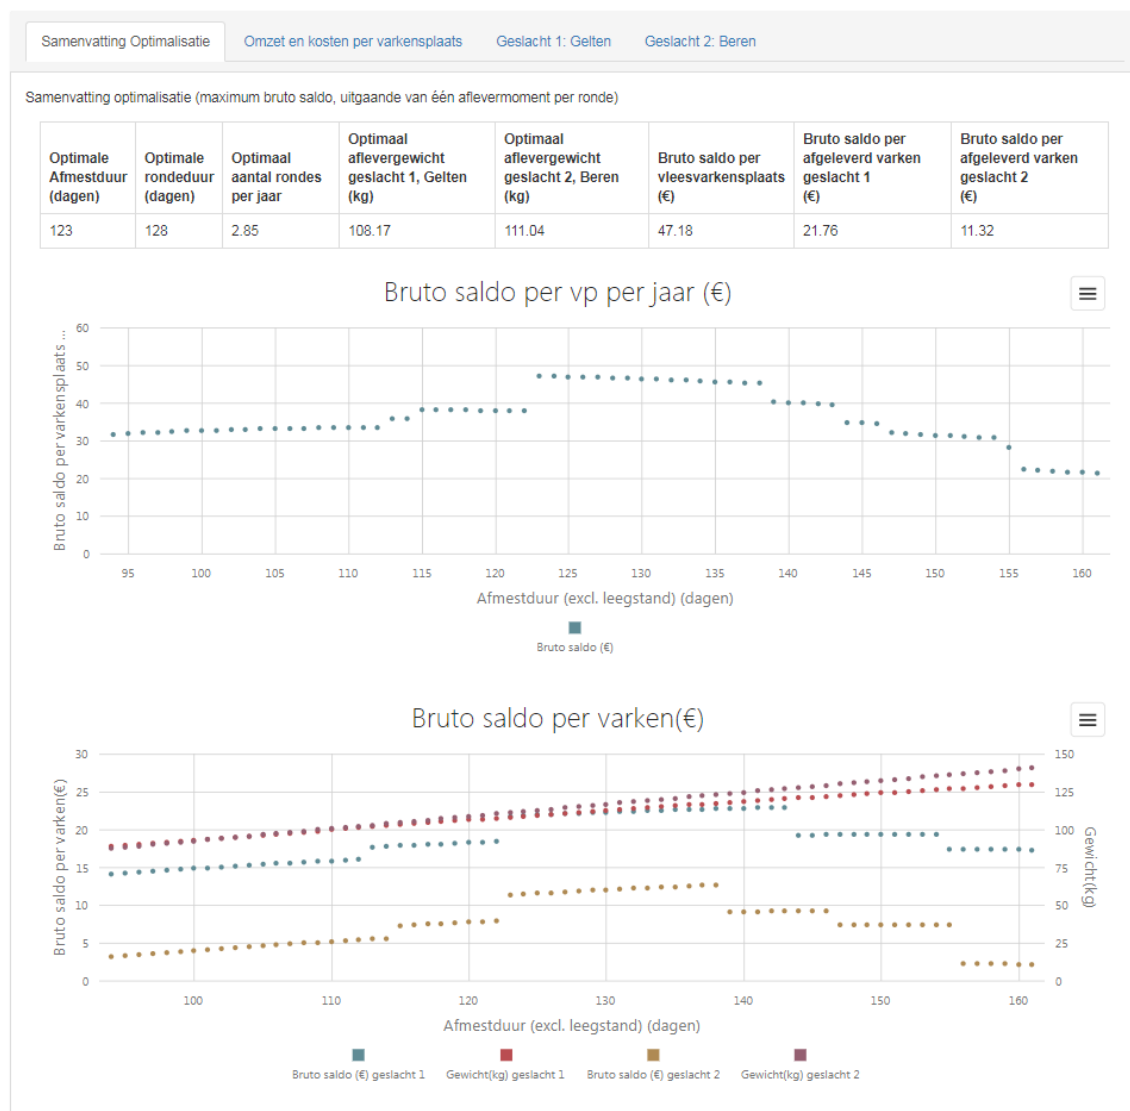 Samenvatting Optimalisatie Omzet en kosten per varkensplaats Geslacht 1: Gelten Geslacht 2: Beren
Samenvatting optimalisatie (maximum bruto saldo, uitgaande van één aflevermoment per ronde)
Optimale Afmestduur (dagen) Optimale rondeduur (dagen) Optimaal aantal rondes per jaar Optimaal aflevergewicht geslacht 1, Gelten (kg) Optimaal aflevergewicht geslacht 2, Beren (kg) Bruto saldo per vleesvarkensplaats (€) Bruto saldo per afgeleverd varken geslacht 1 (€) Bruto saldo per afgeleverd varken geslacht 2 (€)
123 128 2.85 108.17 111.04 47.18 21.76 11.32
Bruto saldo per vp per jaar (€)
Bruto saldo per varkensplaats ...
60
50
40
30
20
10
0
95 100 105 110 115 120 125 130 135 140 145 150 155 160
Afmestduur (excl. leegstand) (dagen)
Bruto saldo (€)
Bruto saldo per varken(€)
Bruto saldo per varken(€)
30 150
25 125
20 100
15 75
10 50
5 25
0 0
Gewicht(kg)
100 110 120 130 140 150 160
Afmestduur (excl. leegstand) (dagen)
Bruto saldo (€) geslacht 1 Gewicht(kg) geslacht 1 Bruto saldo (€) geslacht 2 Gewicht(kg) geslacht 2